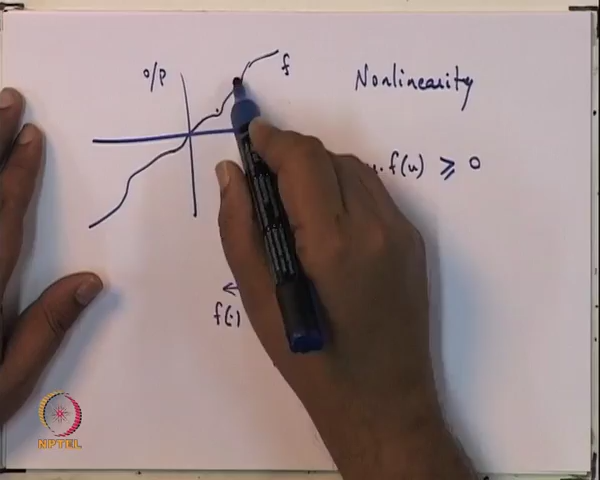 o/p
f
Nonlinearity
u.f(u) ⩾ 0
f(·)
NPTEL